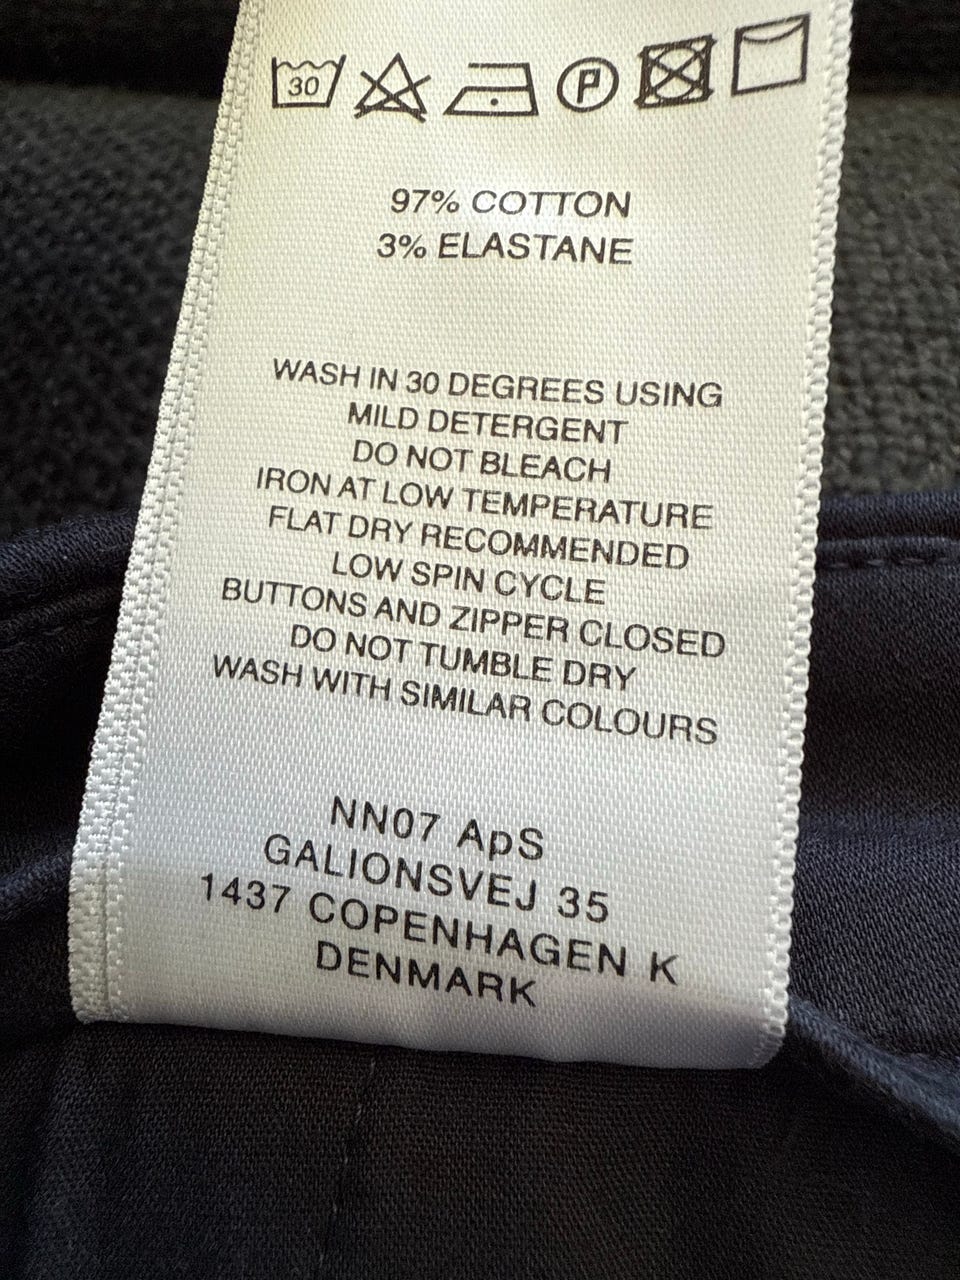 30 P
97% COTTON
3% ELASTANE
WASH IN 30 DEGREES USING
MILD DETERGENT
DO NOT BLEACH
IRON AT LOW TEMPERATURE
FLAT DRY RECOMMENDED
LOW SPIN CYCLE
BUTTONS AND ZIPPER CLOSED
DO NOT TUMBLE DRY
WASH WITH SIMILAR COLOURS
NN07 ApS
GALIONSVEJ 35
1437 COPENHAGEN K
DENMARK